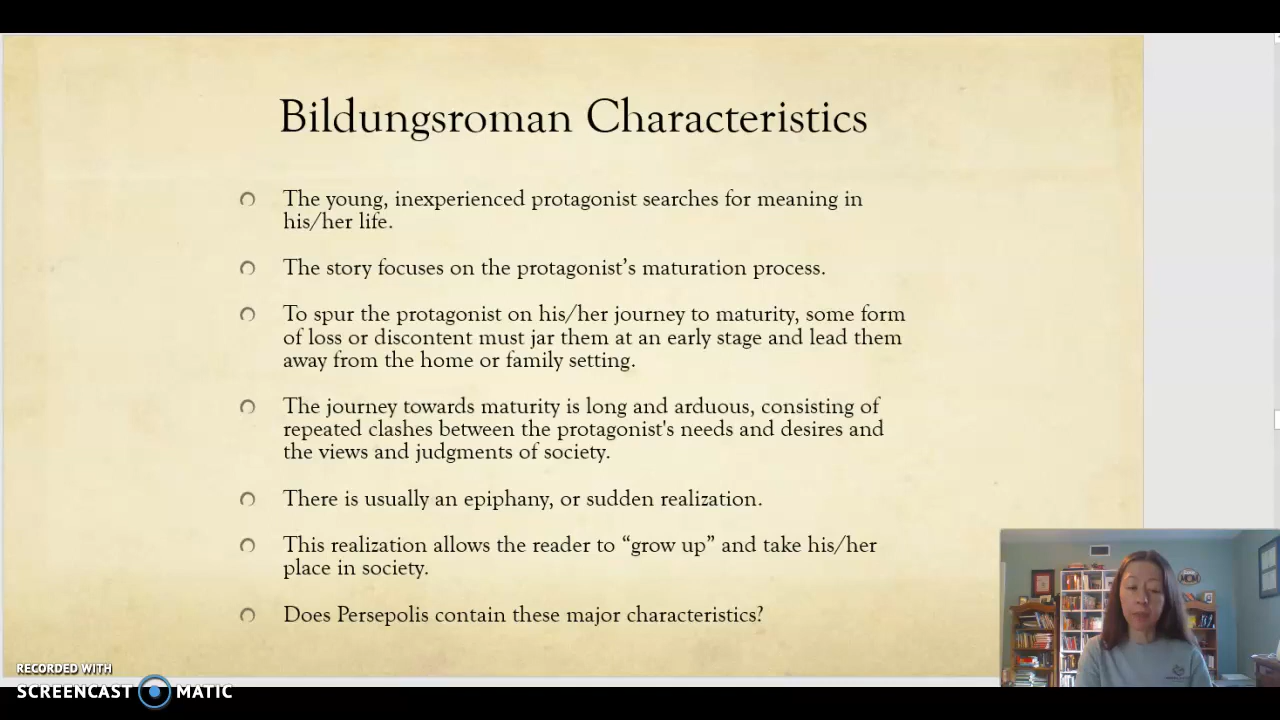 Bildungsroman Characteristics
The young, inexperienced protagonist searches for meaning in
his/her life.
The story focuses on the protagonist's maturation process.
To spur the protagonist on his/her journey to maturity, some form
of loss or discontent must jar them at an early stage and lead them
away from the home or family setting.
The journey towards maturity is long and arduous, consisting of
repeated clashes between the protagonist's needs and desires and
the views and judgments of society.
There is usually an epiphany, or sudden realization.
This realization allows the reader to “grow up” and take his/her
place in society.
Does Persepolis contain these major characteristics?
RECORDED WITH
SCREENCAST MATIC